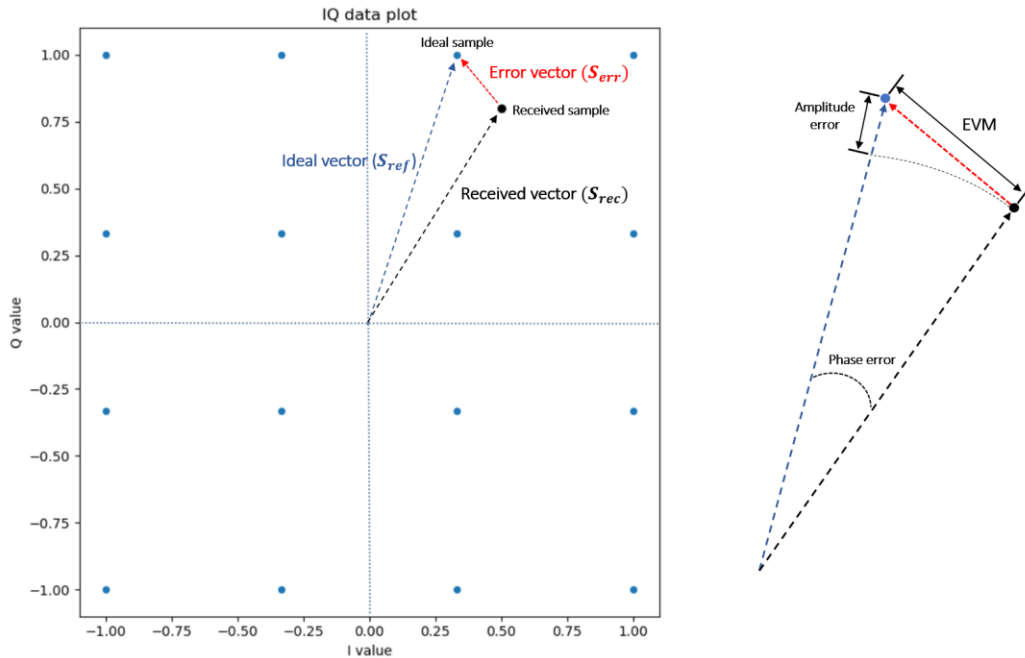 IQ data plot
1.00
0.75
0.50
0.25
0.00
−0.25
−0.50
−0.75
−1.00
Q value
−1.00
−0.75
−0.50
−0.25
0.00
0.25
0.50
0.75
1.00
I value
Ideal sample
Error vector (S_err)
Received sample
Ideal vector (S_ref)
Received vector (S_rec)
Amplitude
error
EVM
Phase error